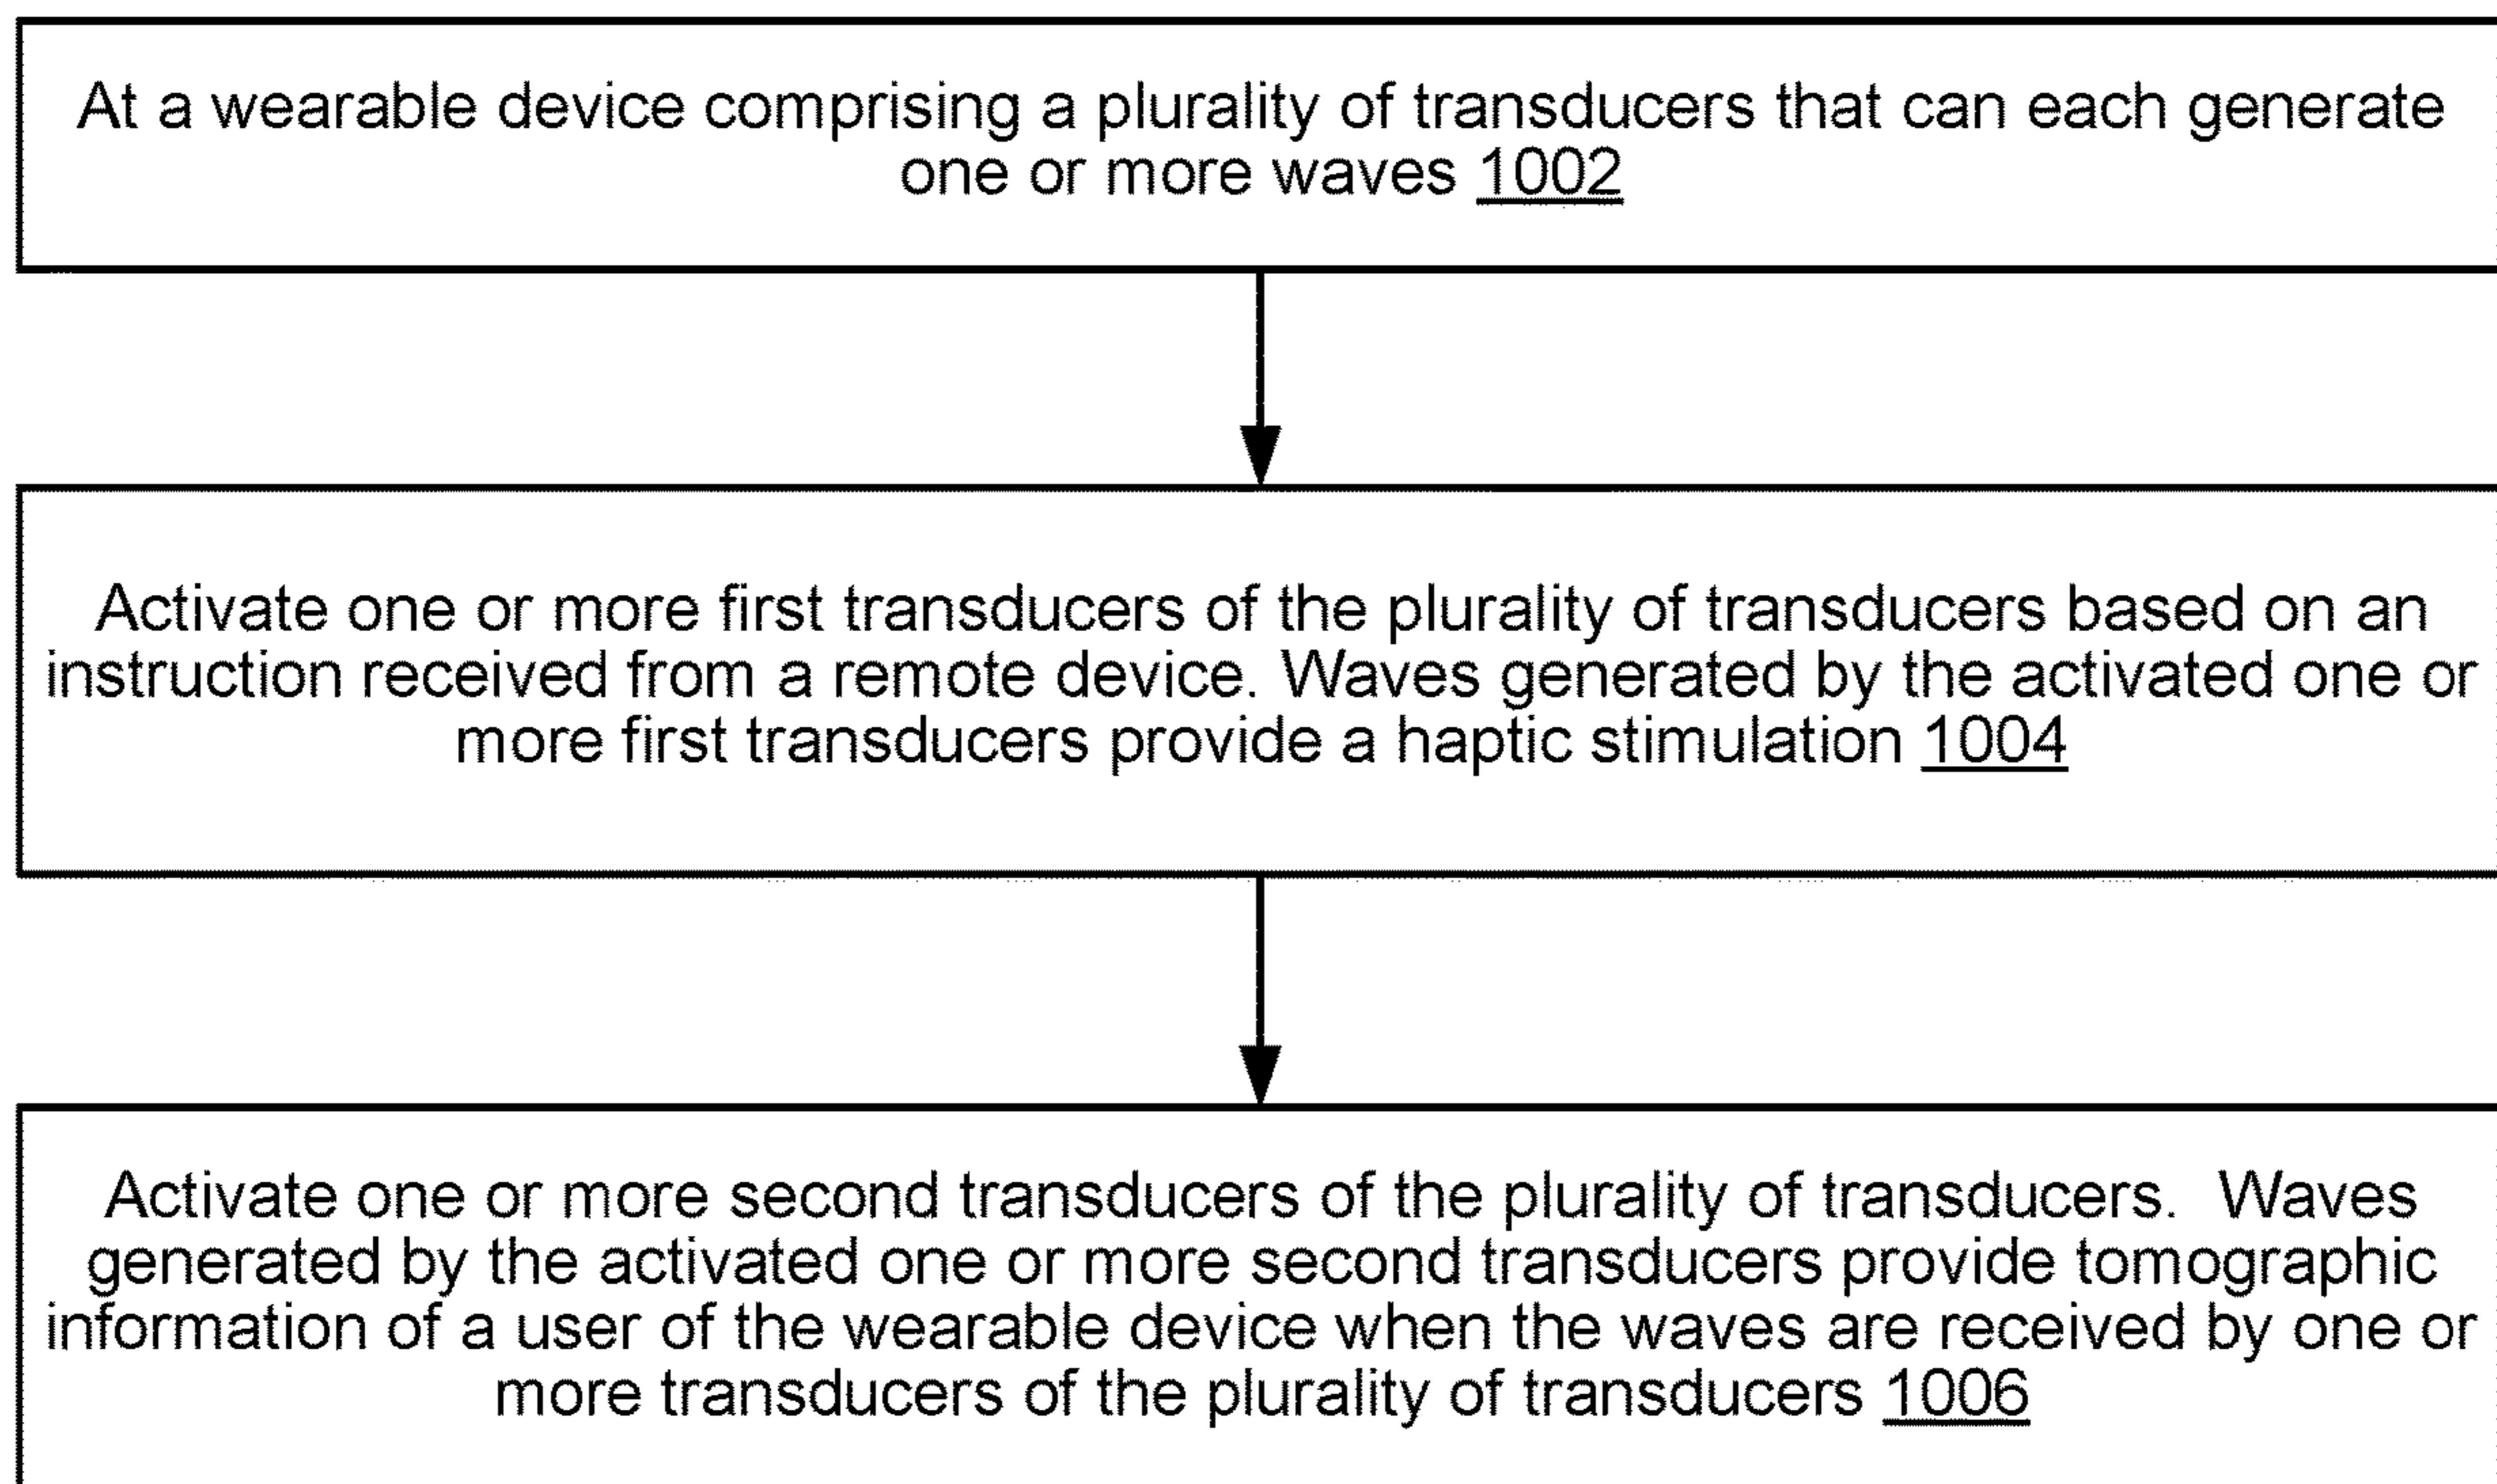 At a wearable device comprising a plurality of transducers that can each generate
one or more waves 1002
Activate one or more first transducers of the plurality of transducers based on an
instruction received from a remote device. Waves generated by the activated one or
more first transducers provide a haptic stimulation 1004
Activate one or more second transducers of the plurality of transducers.  Waves
generated by the activated one or more second transducers provide tomographic
information of a user of the wearable device when the waves are received by one or
more transducers of the plurality of transducers 1006